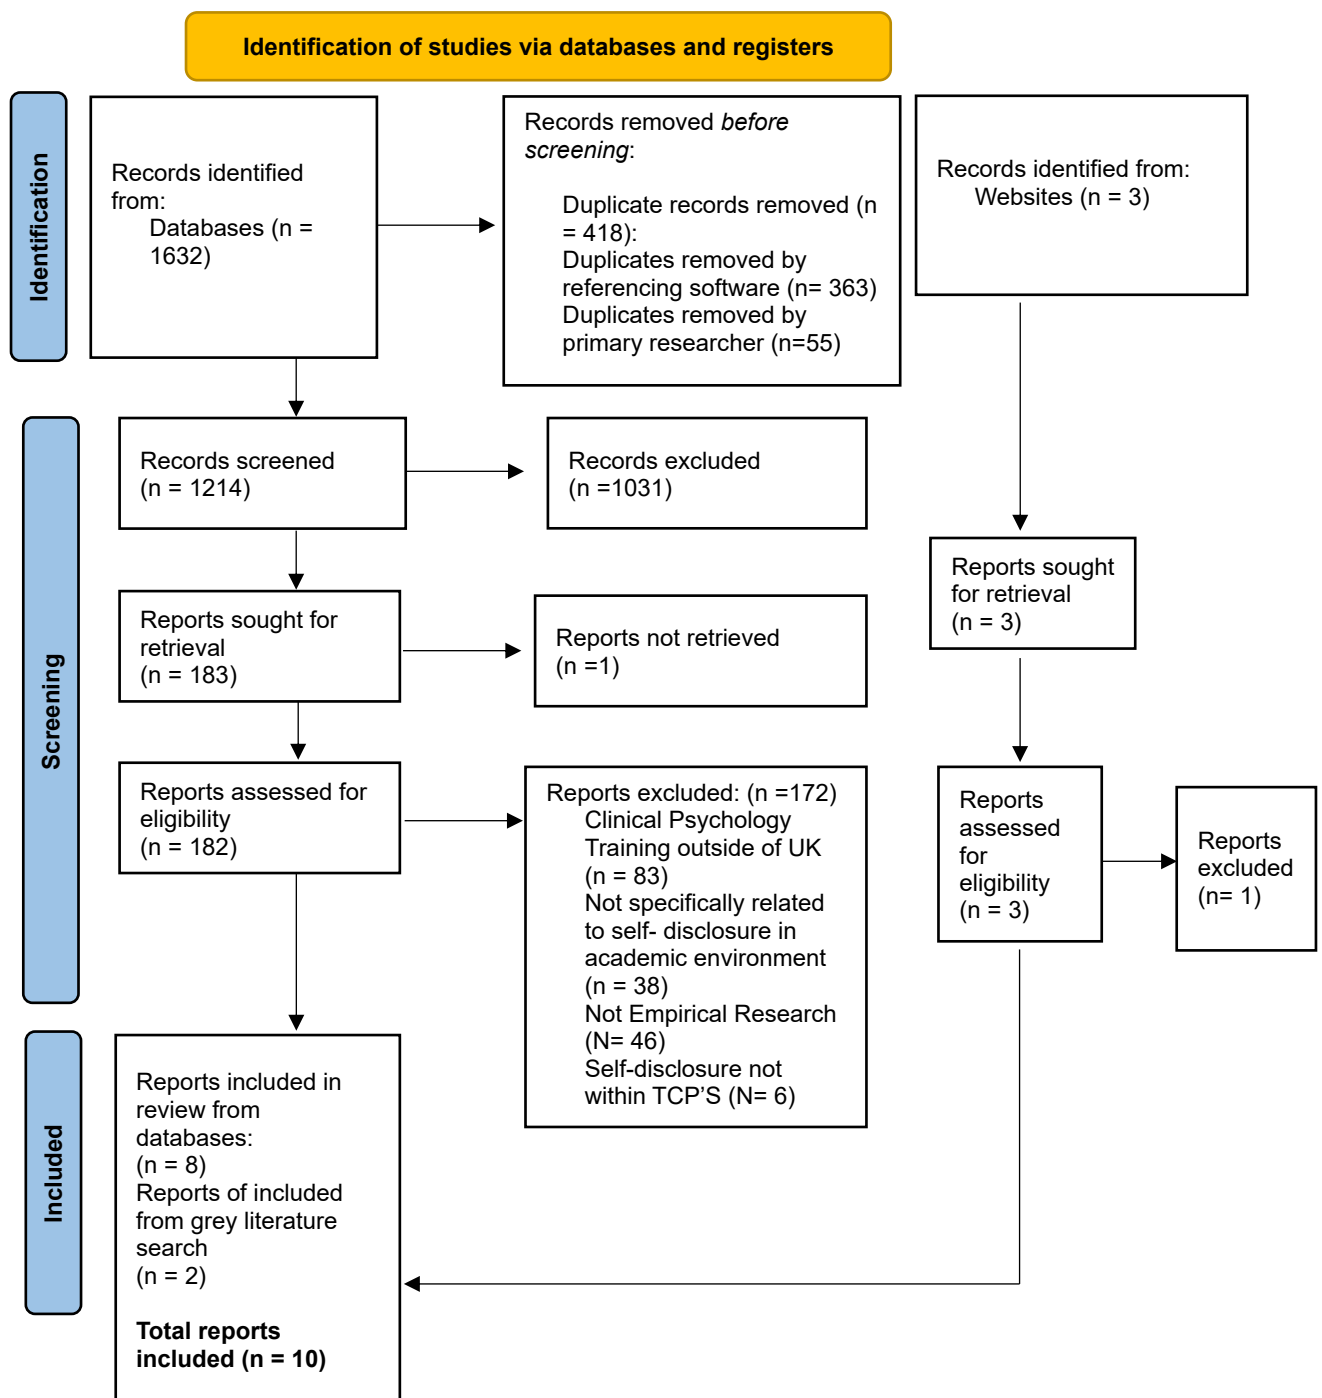 Identification of studies via databases and registers
Identification
Records identified
from:
Databases (n =
1632)
Records removed before
screening:
Duplicate records removed (n
= 418):
Duplicates removed by
referencing software (n= 363)
Duplicates removed by
primary researcher (n=55)
Records identified from:
Websites (n = 3)
Screening
Records screened
(n = 1214)
Records excluded
(n =1031)
Reports sought for
retrieval
(n = 183)
Reports not retrieved
(n =1)
Reports sought
for retrieval
(n = 3)
Reports assessed for
eligibility
(n = 182)
Reports excluded: (n =172)
Clinical Psychology
Training outside of UK
(n = 83)
Not specifically related
to self- disclosure in
academic environment
(n = 38)
Not Empirical Research
(N= 46)
Self-disclosure not
within TCP’S (N= 6)
Reports
assessed
for
eligibility
(n = 3)
Reports
excluded
(n= 1)
Included
Reports included in
review from
databases:
(n = 8)
Reports of included
from grey literature
search
(n = 2)
Total reports
included (n = 10)